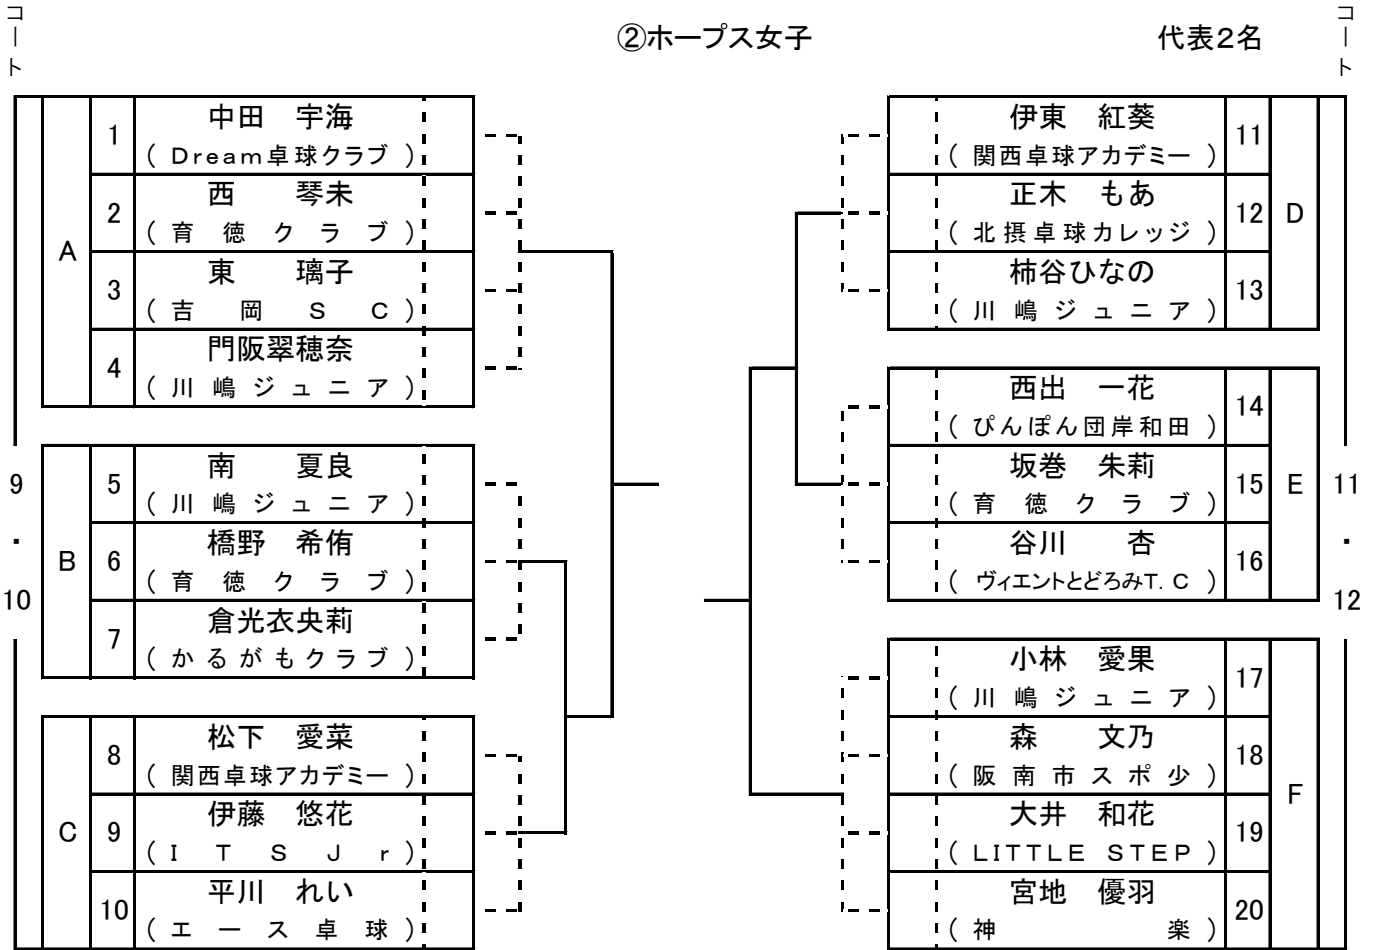 ②ホープス女子
代表2名
コート
A
1
中田 宇海
( Dream卓球クラブ )
2
西 琴未
( 育徳クラブ )
3
東 璃子
( 吉岡SC )
4
門阪翠穂奈
( 川嶋ジュニア )
B
5
南 夏良
( 川嶋ジュニア )
6
橋野 希侑
( 育徳クラブ )
7
倉光衣央莉
( かるがもクラブ )
C
8
松下 愛菜
( 関西卓球アカデミー )
9
伊藤 悠花
( ITSJr )
10
平川 れい
( エース卓球 )
9
・
10
コート
伊東 紅葵
( 関西卓球アカデミー )
11
正木 もあ
( 北摂卓球カレッジ )
12
柿谷ひなの
( 川嶋ジュニア )
13
D
西出 一花
( ぴんぽん団岸和田 )
14
坂巻 朱莉
( 育徳クラブ )
15
谷川 杏
( ヴィエントとどろみT.C )
16
E
小林 愛果
( 川嶋ジュニア )
17
森 文乃
( 阪南市スポ少 )
18
大井 和花
( LITTLE STEP )
19
宮地 優羽
( 神楽 )
20
F
11
・
12